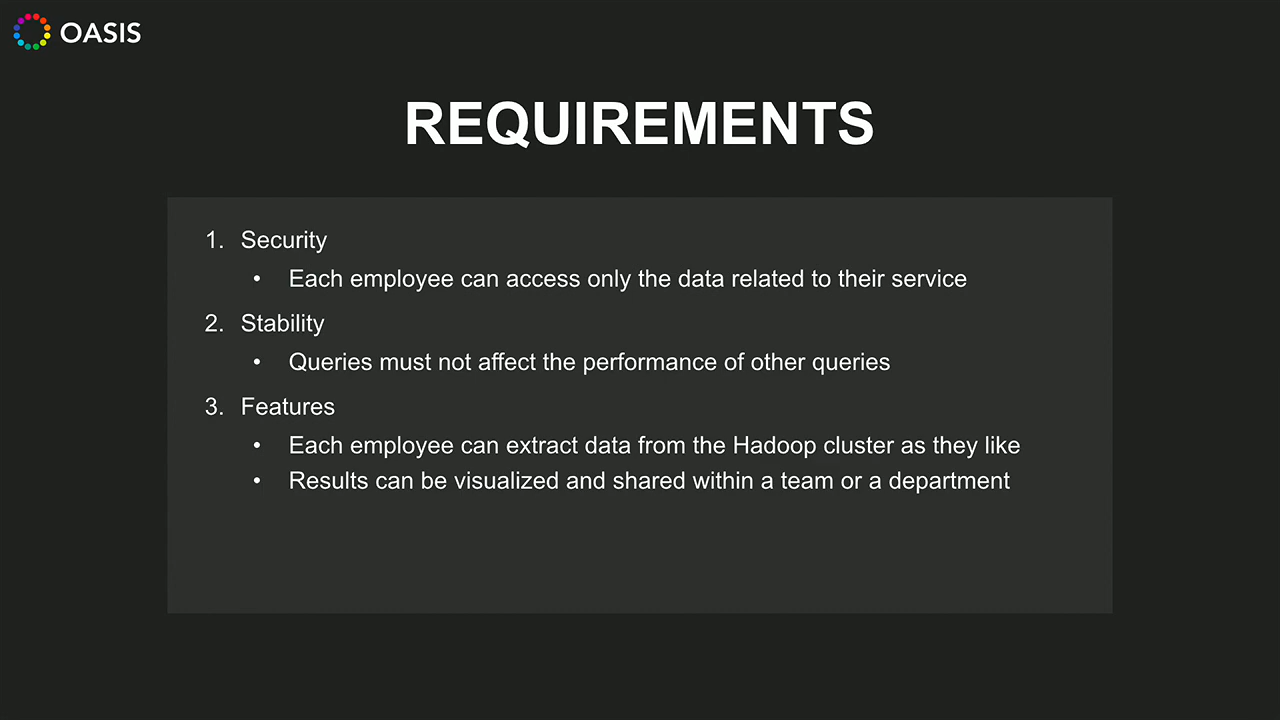 OASIS
REQUIREMENTS
1. Security
• Each employee can access only the data related to their service
2. Stability
• Queries must not affect the performance of other queries
3. Features
• Each employee can extract data from the Hadoop cluster as they like
• Results can be visualized and shared within a team or a department